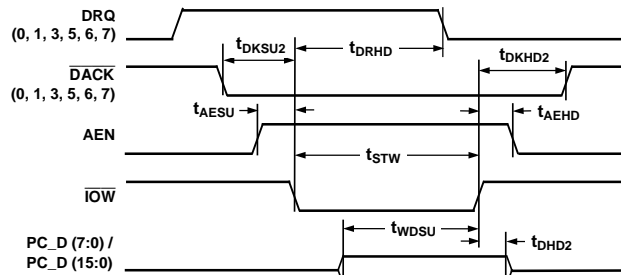 DRQ
(0, 1, 3, 5, 6, 7)
tDKSU2
tDRHD
tDKHD2
DACK
(0, 1, 3, 5, 6, 7)
tAESU
tAEHD
AEN
tSTW
IOW
tWDSU
tDHD2
PC_D (7:0) /
PC_D (15:0)